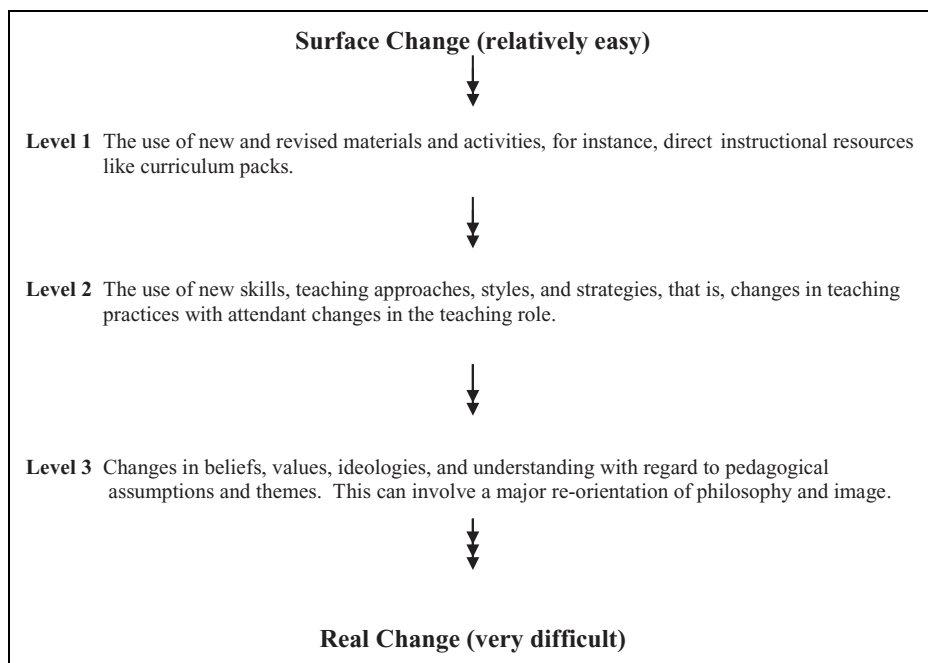 Surface Change (relatively easy)
Level 1 The use of new and revised materials and activities, for instance, direct instructional resources
like curriculum packs.
Level 2 The use of new skills, teaching approaches, styles, and strategies, that is, changes in teaching
practices with attendant changes in the teaching role.
Level 3 Changes in beliefs, values, ideologies, and understanding with regard to pedagogical
assumptions and themes. This can involve a major re-orientation of philosophy and image.
Real Change (very difficult)